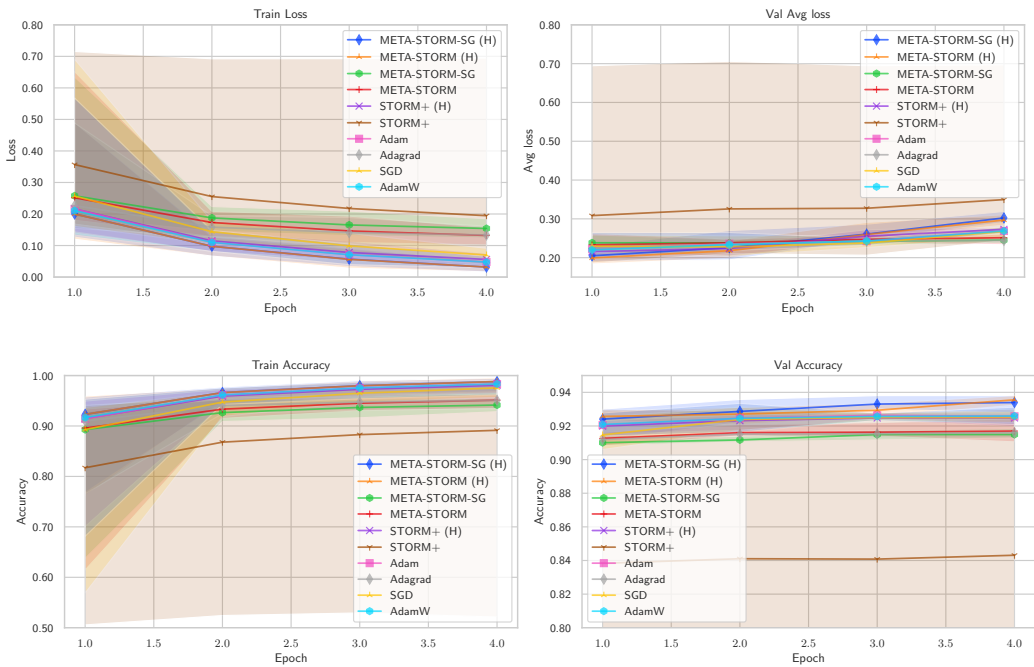 Train Loss
0.80
0.70
0.60
0.50
0.40
0.30
0.20
0.10
0.00
Loss
1.0 1.5 2.0 2.5 3.0 3.5 4.0
Epoch
META-STORM-SG (H)
META-STORM (H)
META-STORM-SG
META-STORM
STORM+ (H)
STORM+
Adam
Adagrad
SGD
AdamW
Val Avg loss
0.80
0.70
0.60
0.50
0.40
0.30
0.20
Avg loss
1.0 1.5 2.0 2.5 3.0 3.5 4.0
Epoch
META-STORM-SG (H)
META-STORM (H)
META-STORM-SG
META-STORM
STORM+ (H)
STORM+
Adam
Adagrad
SGD
AdamW
Train Accuracy
1.00
0.90
0.80
0.70
0.60
0.50
Accuracy
1.0 1.5 2.0 2.5 3.0 3.5 4.0
Epoch
META-STORM-SG (H)
META-STORM (H)
META-STORM-SG
META-STORM
STORM+ (H)
STORM+
Adam
Adagrad
SGD
AdamW
Val Accuracy
0.94
0.92
0.90
0.88
0.86
0.84
0.82
0.80
Accuracy
1.0 1.5 2.0 2.5 3.0 3.5 4.0
Epoch
META-STORM-SG (H)
META-STORM (H)
META-STORM-SG
META-STORM
STORM+ (H)
STORM+
Adam
Adagrad
SGD
AdamW